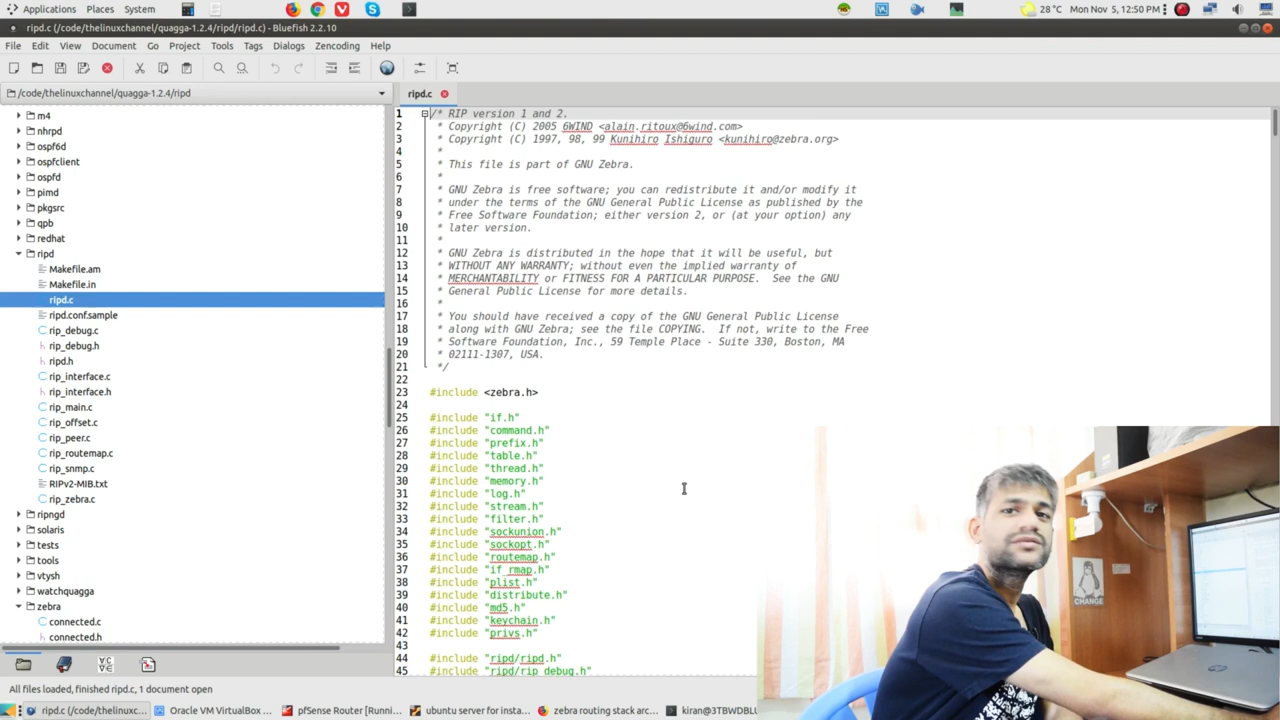 Applications Places System 28 °C Mon Nov 5, 12:50 PM
ripd.c (/code/thelinuxchannel/quagga-1.2.4/ripd/ripd.c) - Bluefish 2.2.10
File Edit View Document Go Project Tools Tags Dialogs Zencoding Help
/code/thelinuxchannel/quagga-1.2.4/ripd
m4
nhrpd
ospf6d
ospfclient
ospfd
pimd
pkgsrc
qpb
redhat
ripd
Makefile.am
Makefile.in
ripd.c
ripd.conf.sample
rip_debug.c
rip_debug.h
ripd.h
rip_interface.c
rip_interface.h
rip_main.c
rip_offset.c
rip_peer.c
rip_routemap.c
rip_snmp.c
RIPv2-MIB.txt
rip_zebra.c
ripngd
solaris
tests
tools
vtysh
watchquagga
zebra
connected.c
connected.h
ripd.c
1 /* RIP version 1 and 2.
2 * Copyright (C) 2005 6WIND <alain.ritoux@6wind.com>
3 * Copyright (C) 1997, 98, 99 Kunihiro Ishiguro <kunihiro@zebra.org>
4 *
5 * This file is part of GNU Zebra.
6 *
7 * GNU Zebra is free software; you can redistribute it and/or modify it
8 * under the terms of the GNU General Public License as published by the
9 * Free Software Foundation; either version 2, or (at your option) any
10 * later version.
11 *
12 * GNU Zebra is distributed in the hope that it will be useful, but
13 * WITHOUT ANY WARRANTY; without even the implied warranty of
14 * MERCHANTABILITY or FITNESS FOR A PARTICULAR PURPOSE. See the GNU
15 * General Public License for more details.
16 *
17 * You should have received a copy of the GNU General Public License
18 * along with GNU Zebra; see the file COPYING. If not, write to the Free
19 * Software Foundation, Inc., 59 Temple Place - Suite 330, Boston, MA
20 * 02111-1307, USA.
21 */
22
23 #include <zebra.h>
24
25 #include "if.h"
26 #include "command.h"
27 #include "prefix.h"
28 #include "table.h"
29 #include "thread.h"
30 #include "memory.h"
31 #include "log.h"
32 #include "stream.h"
33 #include "filter.h"
34 #include "sockunion.h"
35 #include "sockopt.h"
36 #include "routemap.h"
37 #include "if_rmap.h"
38 #include "plist.h"
39 #include "distribute.h"
40 #include "md5.h"
41 #include "keychain.h"
42 #include "privs.h"
43
44 #include "ripd/ripd.h"
45 #include "ripd/rip_debug.h"
CHANGE
All files loaded, finished ripd.c, 1 document open
ripd.c (/code/thelinuxc... Oracle VM VirtualBox ... pfSense Router [Runni... ubuntu server for insta... zebra routing stack arc... kiran@3TBWDBLU